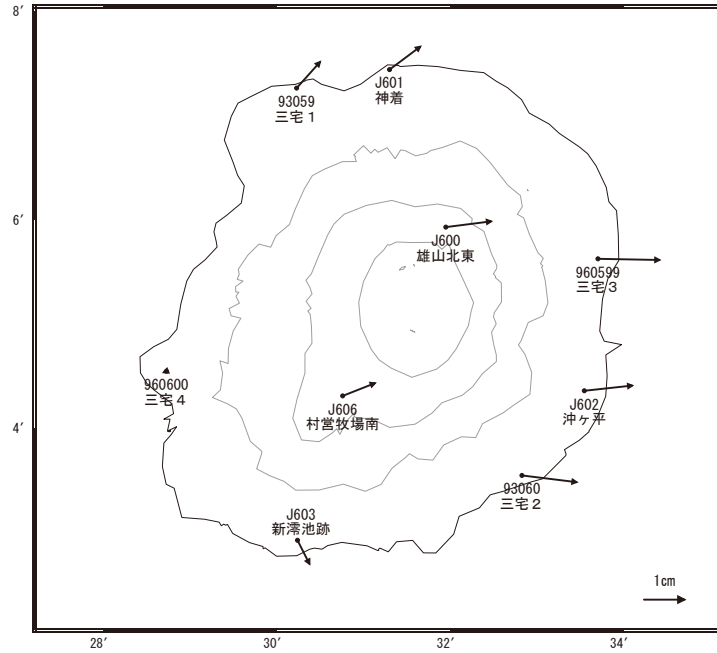 8′
J601
神着
93059
三宅１
6′
J600
雄山北東
960599
三宅３
960600
三宅４
J606
村営牧場南
J602
沖ヶ平
4′
93060
三宅２
J603
新澪池跡
1cm
28′
30′
32′
34′